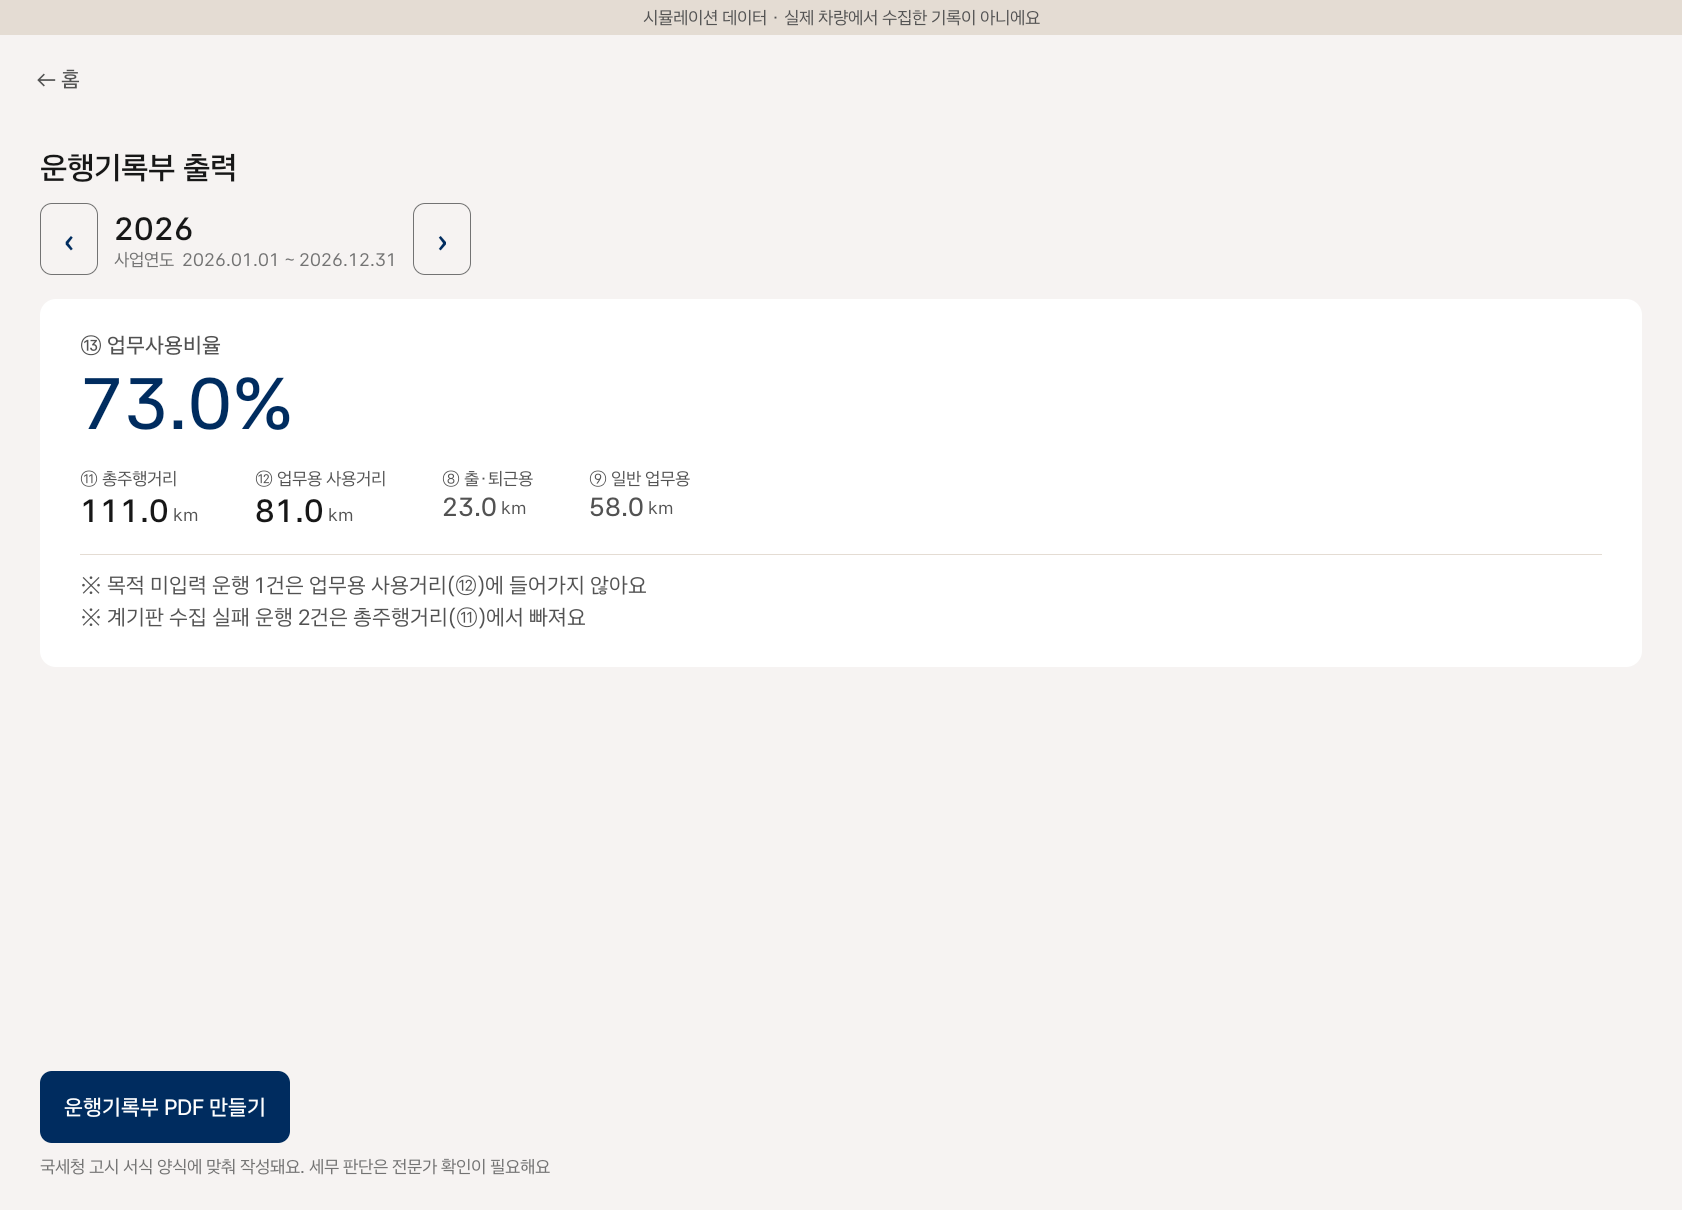 시뮬레이션 데이터 · 실제 차량에서 수집한 기록이 아니에요
← 홈
운행기록부 출력
‹ 2026 ›
사업연도 2026.01.01 ~ 2026.12.31
⑬ 업무사용비율
73.0%
⑪ 총주행거리 ⑫ 업무용 사용거리 ⑧ 출·퇴근용 ⑨ 일반 업무용
111.0 km 81.0 km 23.0 km 58.0 km
※ 목적 미입력 운행 1건은 업무용 사용거리(⑫)에 들어가지 않아요
※ 계기판 수집 실패 운행 2건은 총주행거리(⑪)에서 빠져요
운행기록부 PDF 만들기
국세청 고시 서식 양식에 맞춰 작성돼요. 세무 판단은 전문가 확인이 필요해요